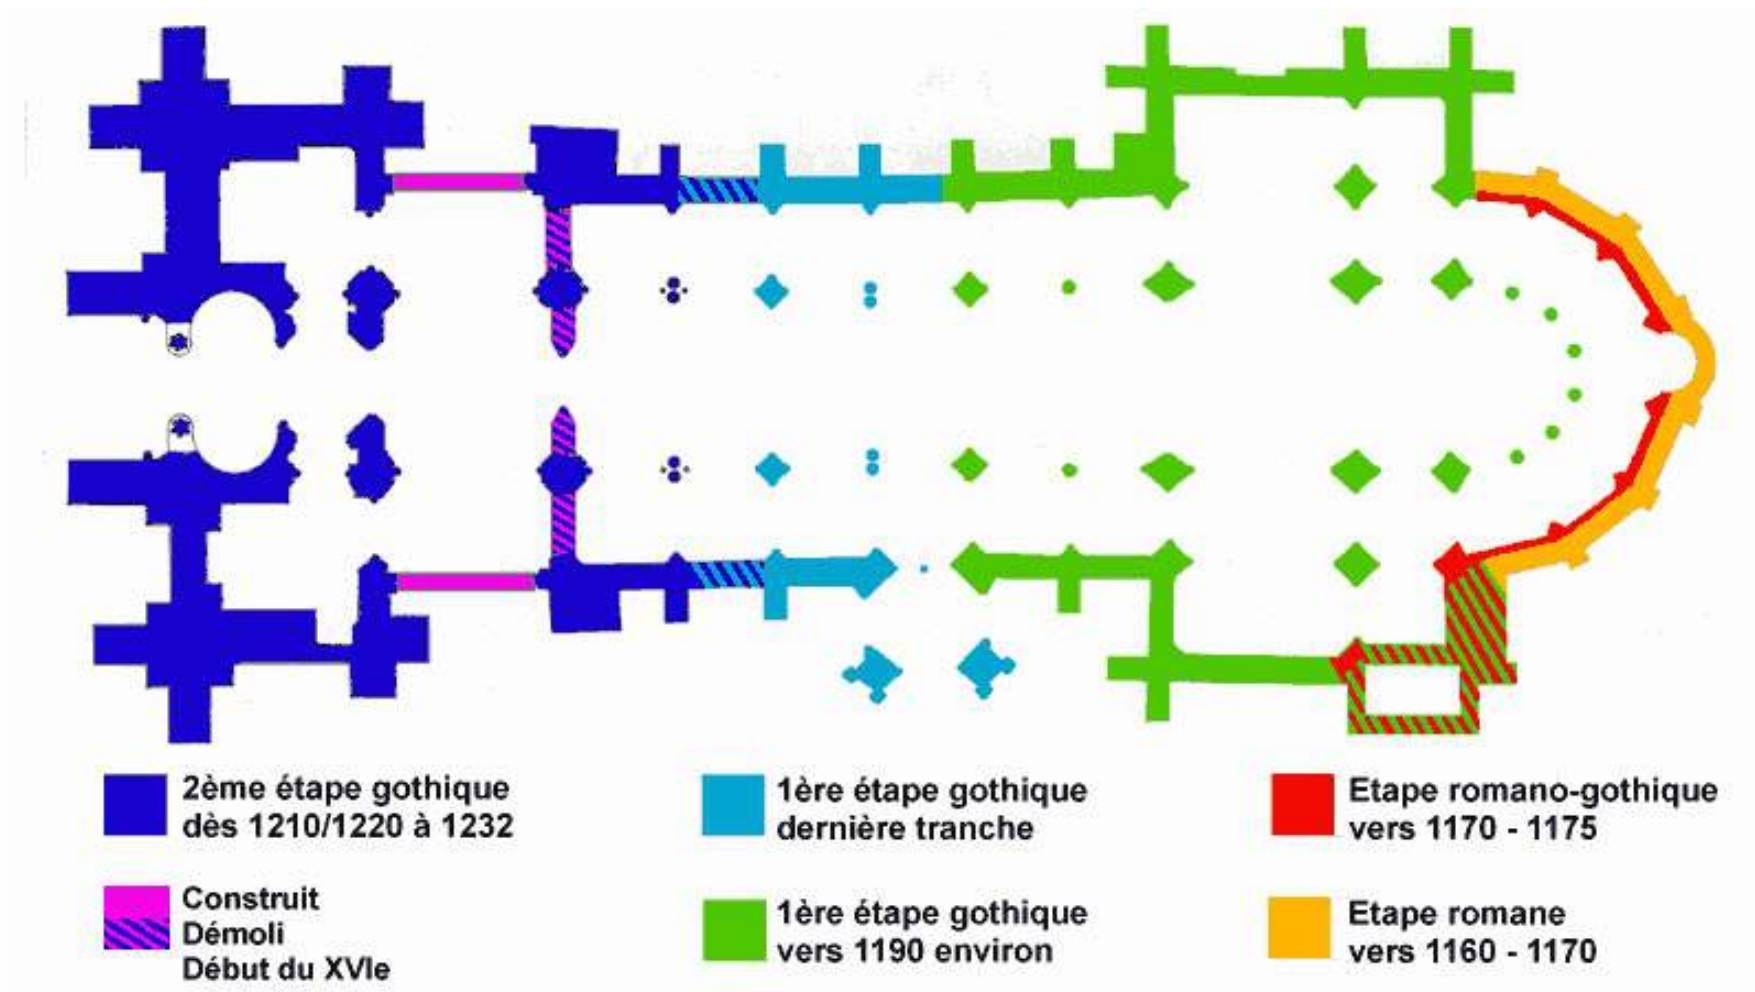 2ème étape gothique
dès 1210/1220 à 1232
Construit
Démoli
Début du XVIe
1ère étape gothique
dernière tranche
1ère étape gothique
vers 1190 environ
Etape romano-gothique
vers 1170 - 1175
Etape romane
vers 1160 - 1170